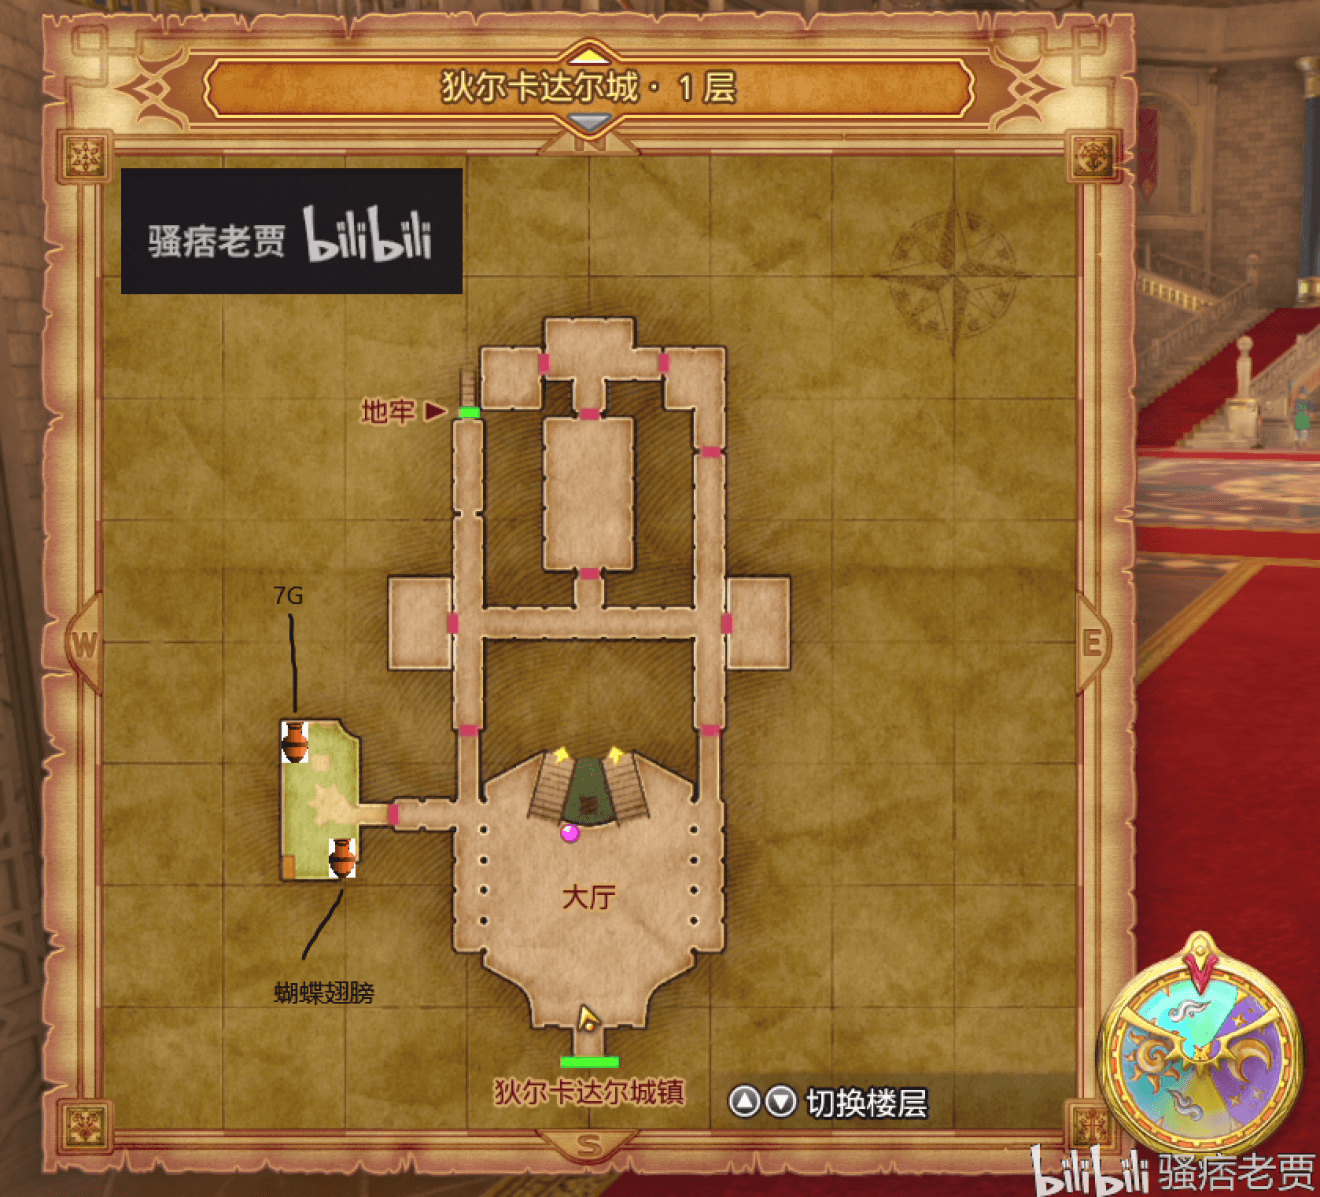 狄尔卡达尔城·1层
N
骚痞老贾 bilibili
地牢
7G
W
E
大厅
蝴蝶翅膀
狄尔卡达尔城镇
切换楼层
S
bilibili 骚痞老贾